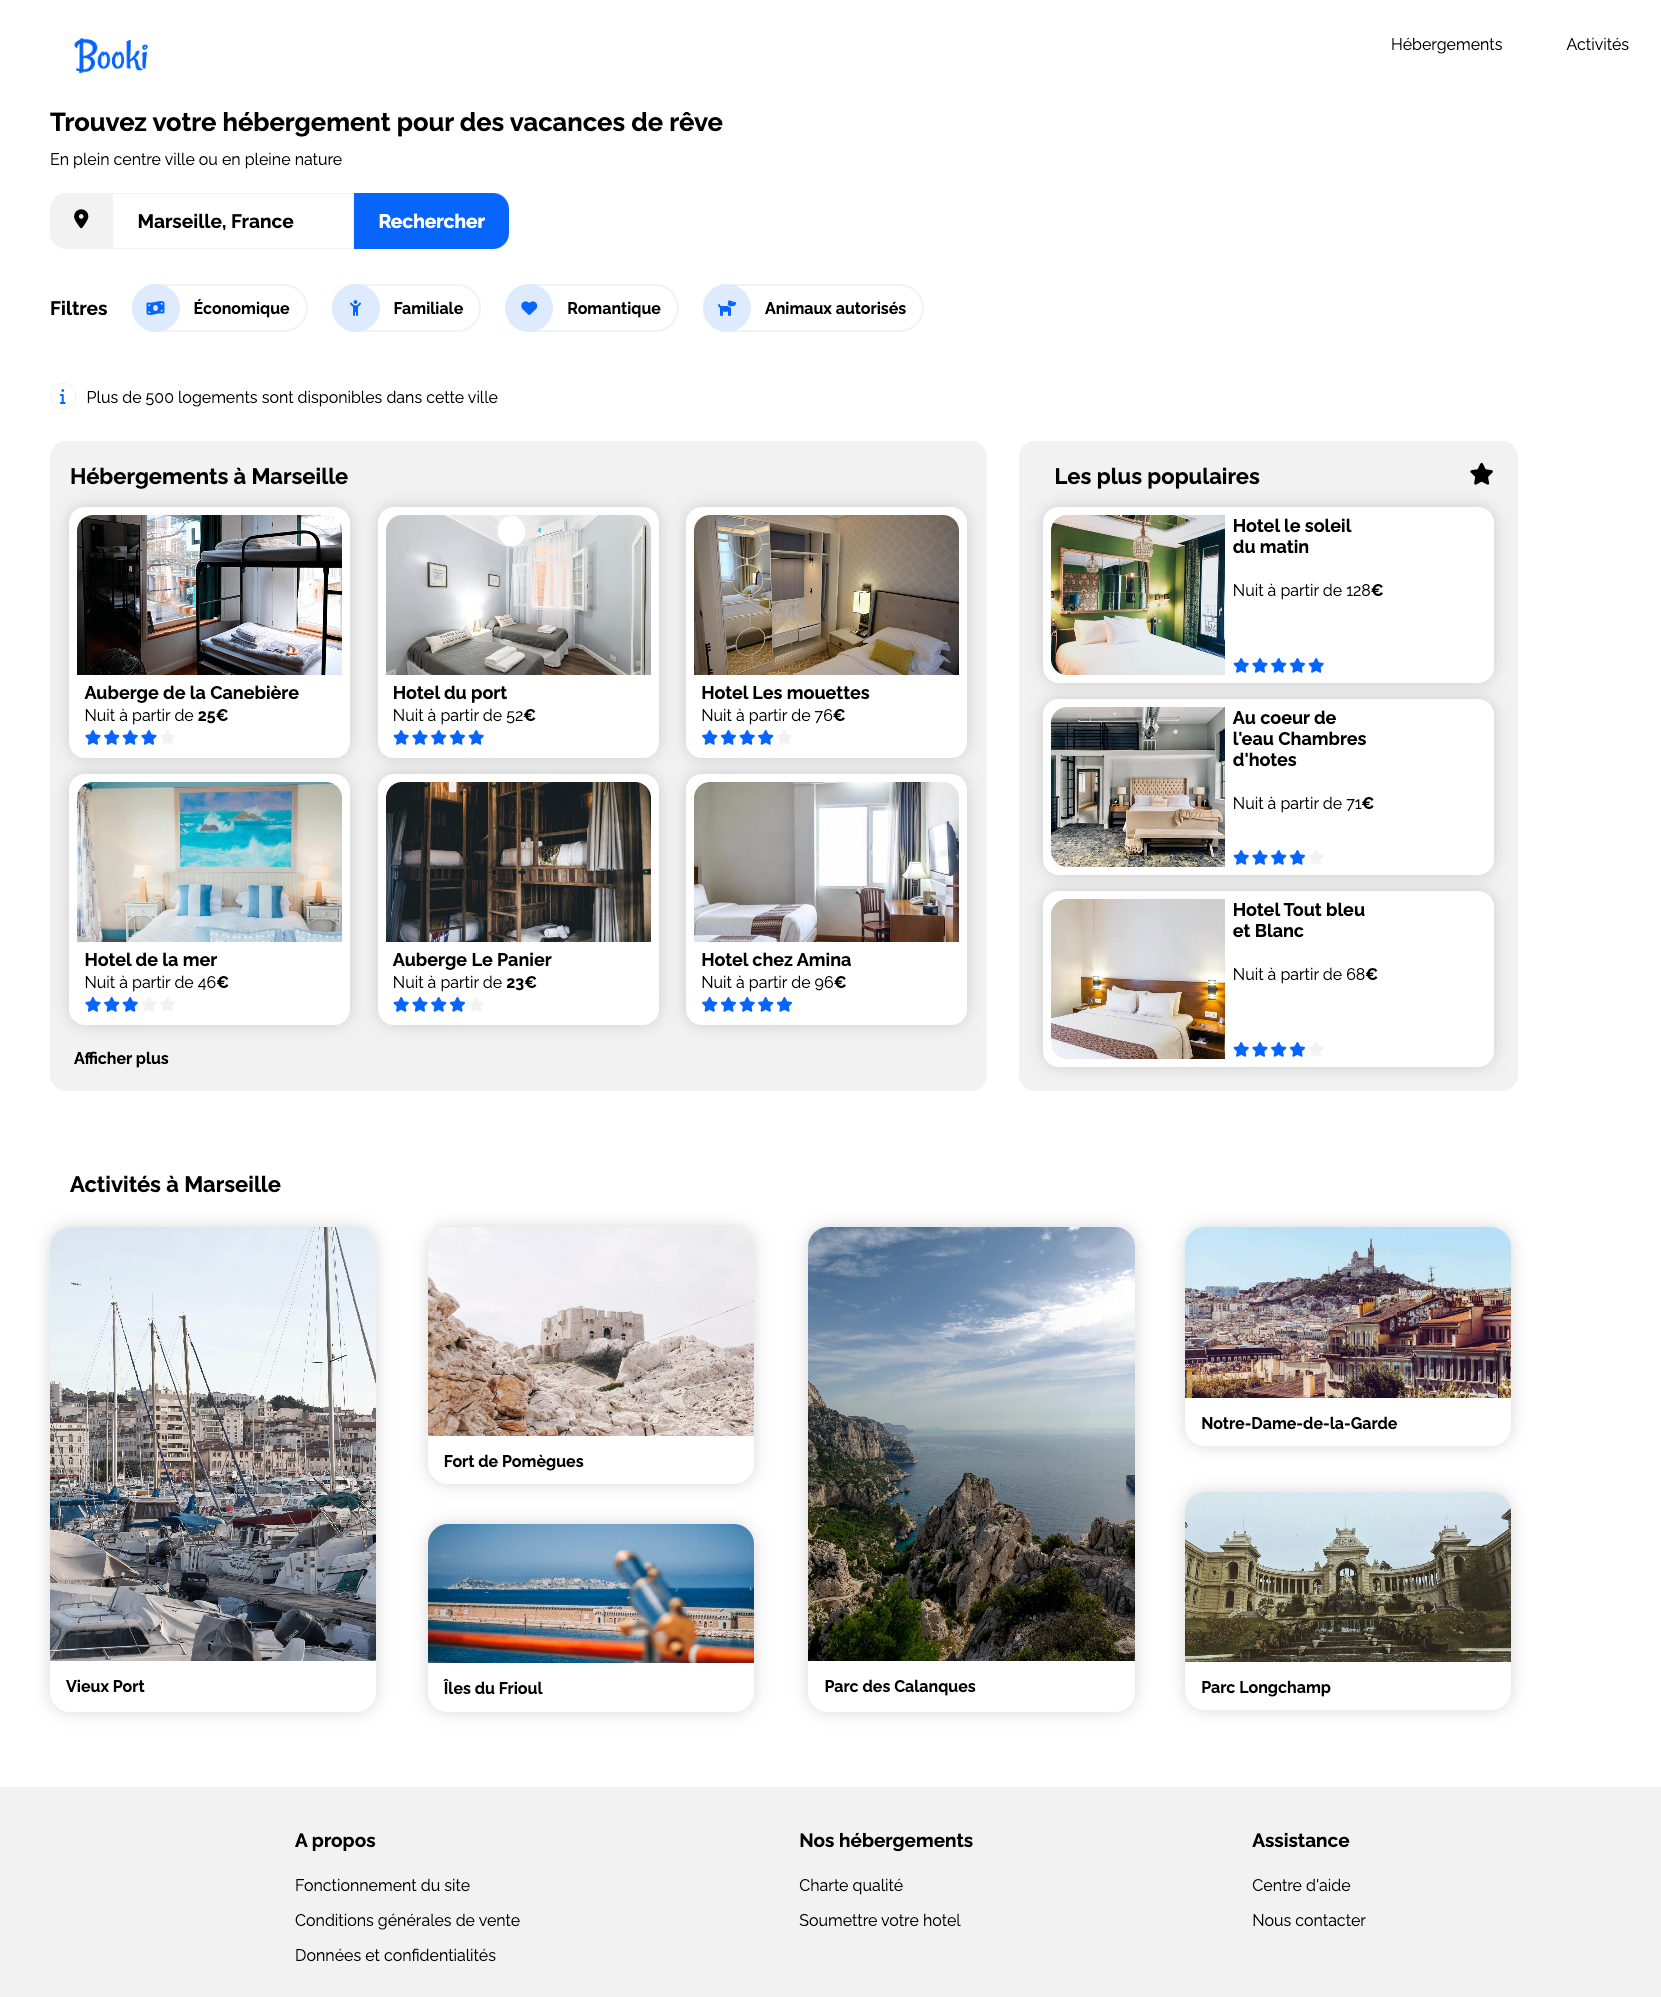 Booki
Hébergements
Activités
Trouvez votre hébergement pour des vacances de rêve
En plein centre ville ou en pleine nature
Marseille, France
Rechercher
Filtres
Économique
Familiale
Romantique
Animaux autorisés
Plus de 500 logements sont disponibles dans cette ville
Hébergements à Marseille
Auberge de la Canebière
Nuit à partir de 25€
Hotel du port
Nuit à partir de 52€
Hotel Les mouettes
Nuit à partir de 76€
Hotel de la mer
Nuit à partir de 46€
Auberge Le Panier
Nuit à partir de 23€
Hotel chez Amina
Nuit à partir de 96€
Afficher plus
Les plus populaires
Hotel le soleil
du matin
Nuit à partir de 128€
Au coeur de
l'eau Chambres
d'hotes
Nuit à partir de 71€
Hotel Tout bleu
et Blanc
Nuit à partir de 68€
Activités à Marseille
Vieux Port
Fort de Pomègues
Îles du Frioul
Parc des Calanques
Notre-Dame-de-la-Garde
Parc Longchamp
A propos
Fonctionnement du site
Conditions générales de vente
Données et confidentialités
Nos hébergements
Charte qualité
Soumettre votre hotel
Assistance
Centre d'aide
Nous contacter